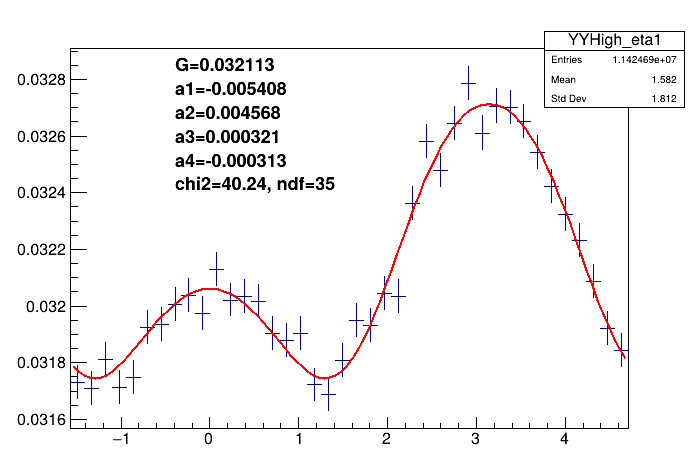 YYHigh_eta1
Entries 1.142469e+07
Mean 1.582
Std Dev 1.812
G=0.032113
a1=-0.005408
a2=0.004568
a3=0.000321
a4=-0.000313
chi2=40.24, ndf=35
0.0328
0.0326
0.0324
0.0322
0.032
0.0318
0.0316
−1 0 1 2 3 4